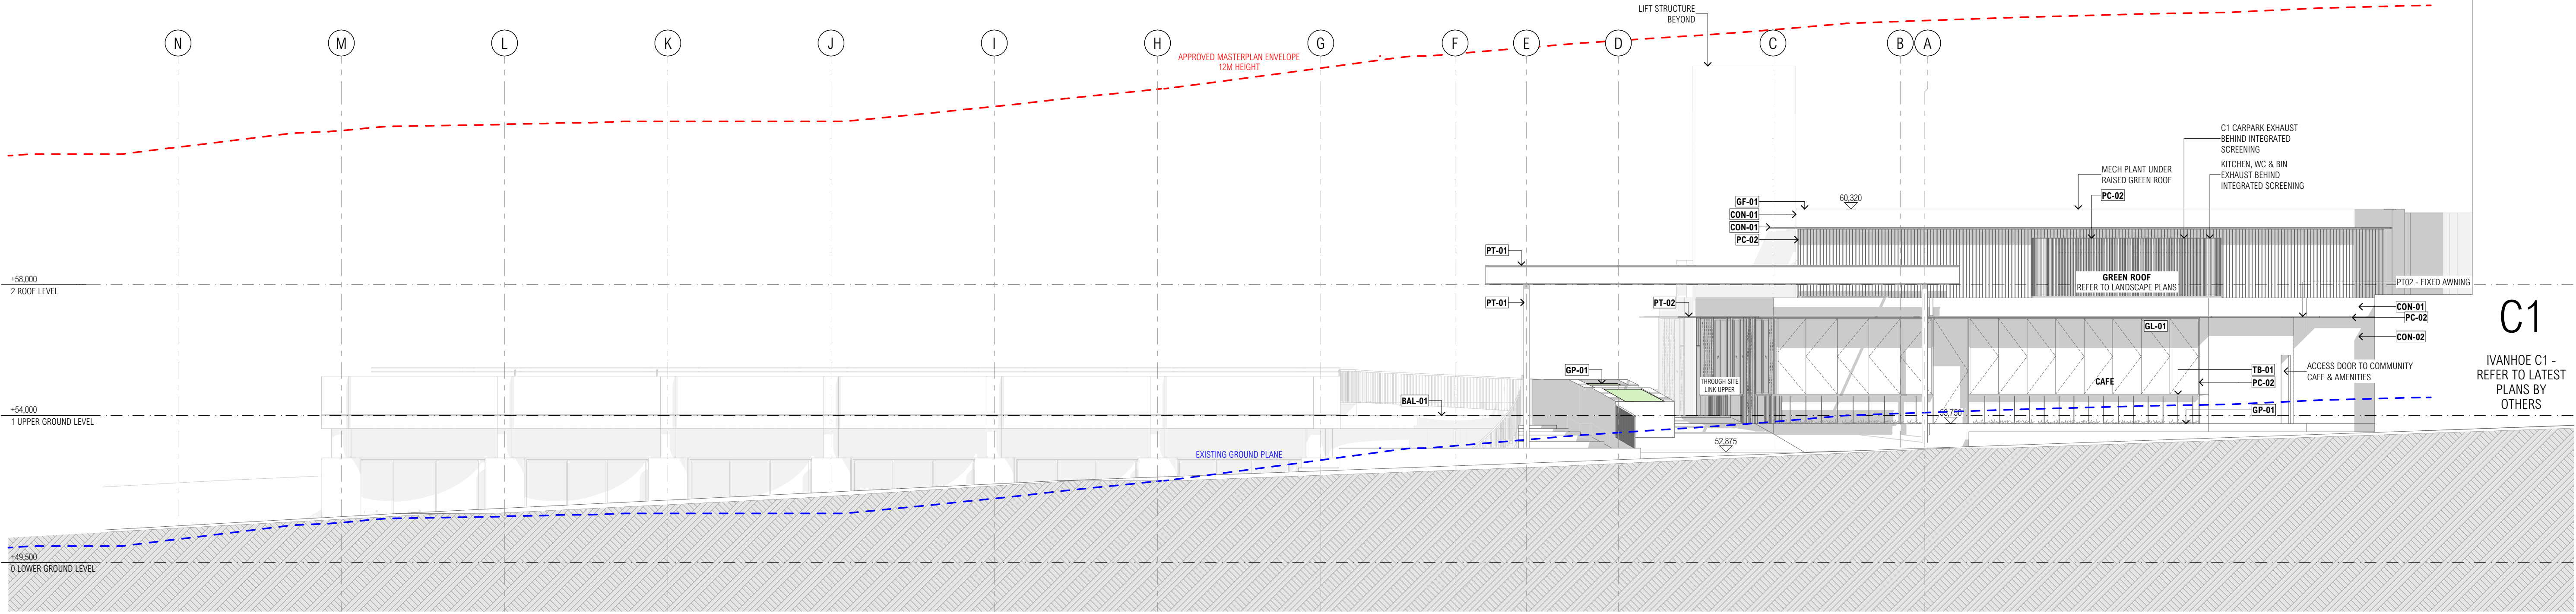 LIFT STRUCTURE
BEYOND
N
M
L
K
J
I
H
G
F
E
D
C
B
A
APPROVED MASTERPLAN ENVELOPE
12M HEIGHT
C1 CARPARK EXHAUST
BEHIND INTEGRATED
SCREENING
KITCHEN, WC & BIN
EXHAUST BEHIND
INTEGRATED SCREENING
MECH PLANT UNDER
RAISED GREEN ROOF
PC-02
GF-01
CON-01
CON-01
PC-02
60,320
PT-01
+58,000
2 ROOF LEVEL
GREEN ROOF
REFER TO LANDSCAPE PLANS
PT02 - FIXED AWNING
PT-01
PT-02
CON-01
PC-02
CON-02
C1
GL-01
IVANHOE C1 -
REFER TO LATEST
PLANS BY
OTHERS
ACCESS DOOR TO COMMUNITY
CAFE & AMENITIES
GP-01
THROUGH SITE
LINK UPPER
CAFE
TB-01
PC-02
BAL-01
GP-01
+54,000
1 UPPER GROUND LEVEL
52,875
EXISTING GROUND PLANE
+49,500
0 LOWER GROUND LEVEL